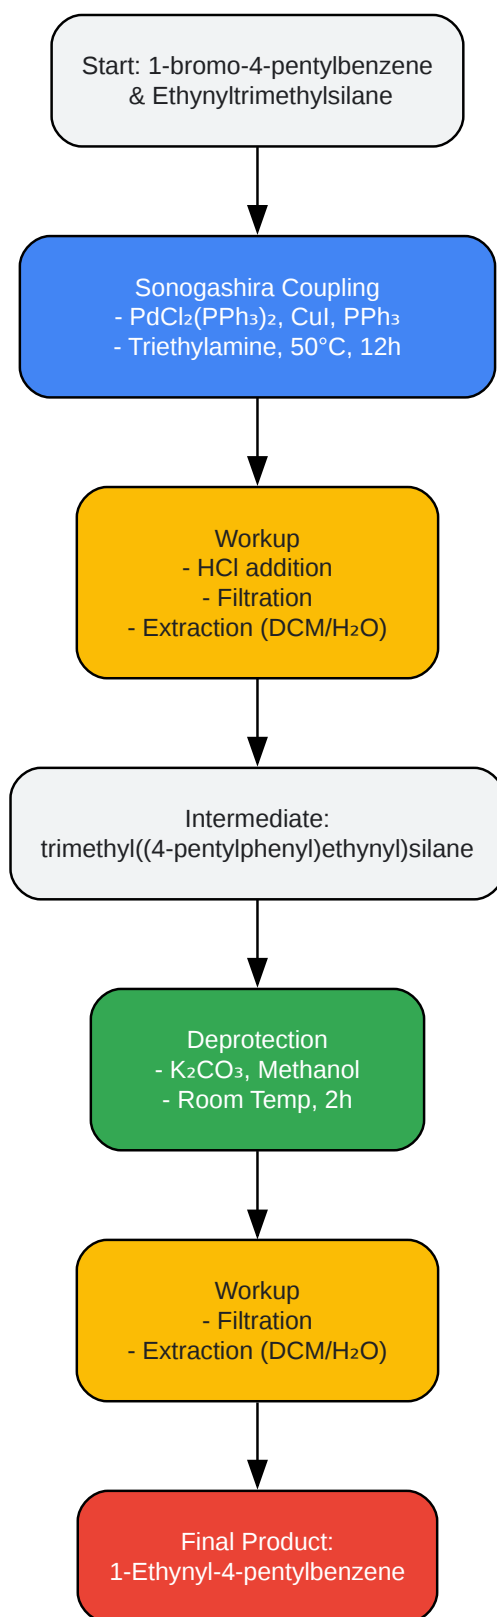 Start: 1-bromo-4-pentylbenzene
& Ethynyltrimethylsilane
Sonogashira Coupling
- PdCl₂(PPh₃)₂, CuI, PPh₃
- Triethylamine, 50°C, 12h
Workup
- HCl addition
- Filtration
- Extraction (DCM/H₂O)
Intermediate:
trimethyl((4-pentylphenyl)ethynyl)silane
Deprotection
- K₂CO₃, Methanol
- Room Temp, 2h
Workup
- Filtration
- Extraction (DCM/H₂O)
Final Product:
1-Ethynyl-4-pentylbenzene